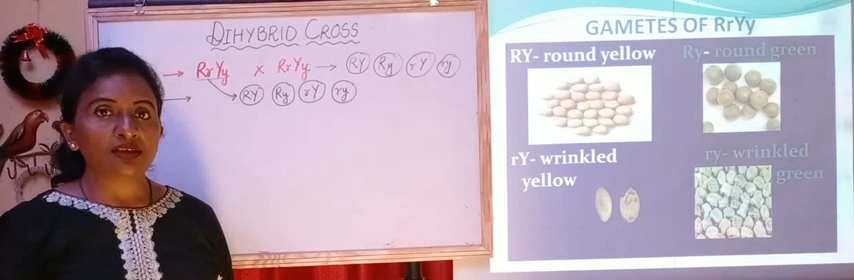 DIHYBRID CROSS
→ RrYy × RrYy → RY Ry rY ry
RY Ry rY ry
GAMETES OF RrYy
RY- round yellow
Ry- round green
rY- wrinkled
yellow
ry- wrinkled
green